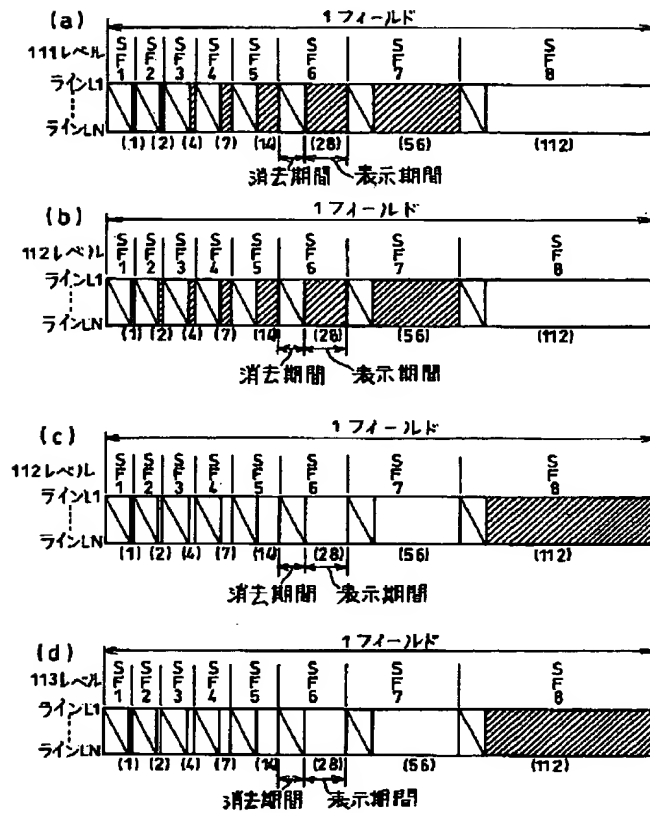 (a)
1フィールド
111レベル
SF1 SF2 SF3 SF4 SF5 SF6 SF7 SF8
ラインL1
ラインLN
(1) (2) (4) (7) (14) (28) (56) (112)
消去期間 表示期間
(b)
1フィールド
112レベル
SF1 SF2 SF3 SF4 SF5 SF6 SF7 SF8
ラインL1
ラインLN
(1) (2) (4) (7) (14) (28) (56) (112)
消去期間 表示期間
(c)
1フィールド
112レベル
SF1 SF2 SF3 SF4 SF5 SF6 SF7 SF8
ラインL1
ラインLN
(1) (2) (4) (7) (14) (28) (56) (112)
消去期間 表示期間
(d)
1フィールド
113レベル
SF1 SF2 SF3 SF4 SF5 SF6 SF7 SF8
ラインL1
ラインLN
(1) (2) (4) (7) (14) (28) (56) (112)
消去期間 表示期間